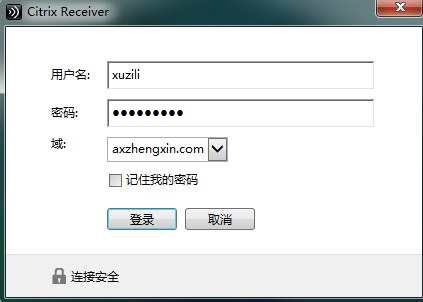 Citrix Receiver
用户名: xuzili
密码: ●●●●●●●●●
域: axzhengxin.com
记住我的密码
登录 取消
连接安全